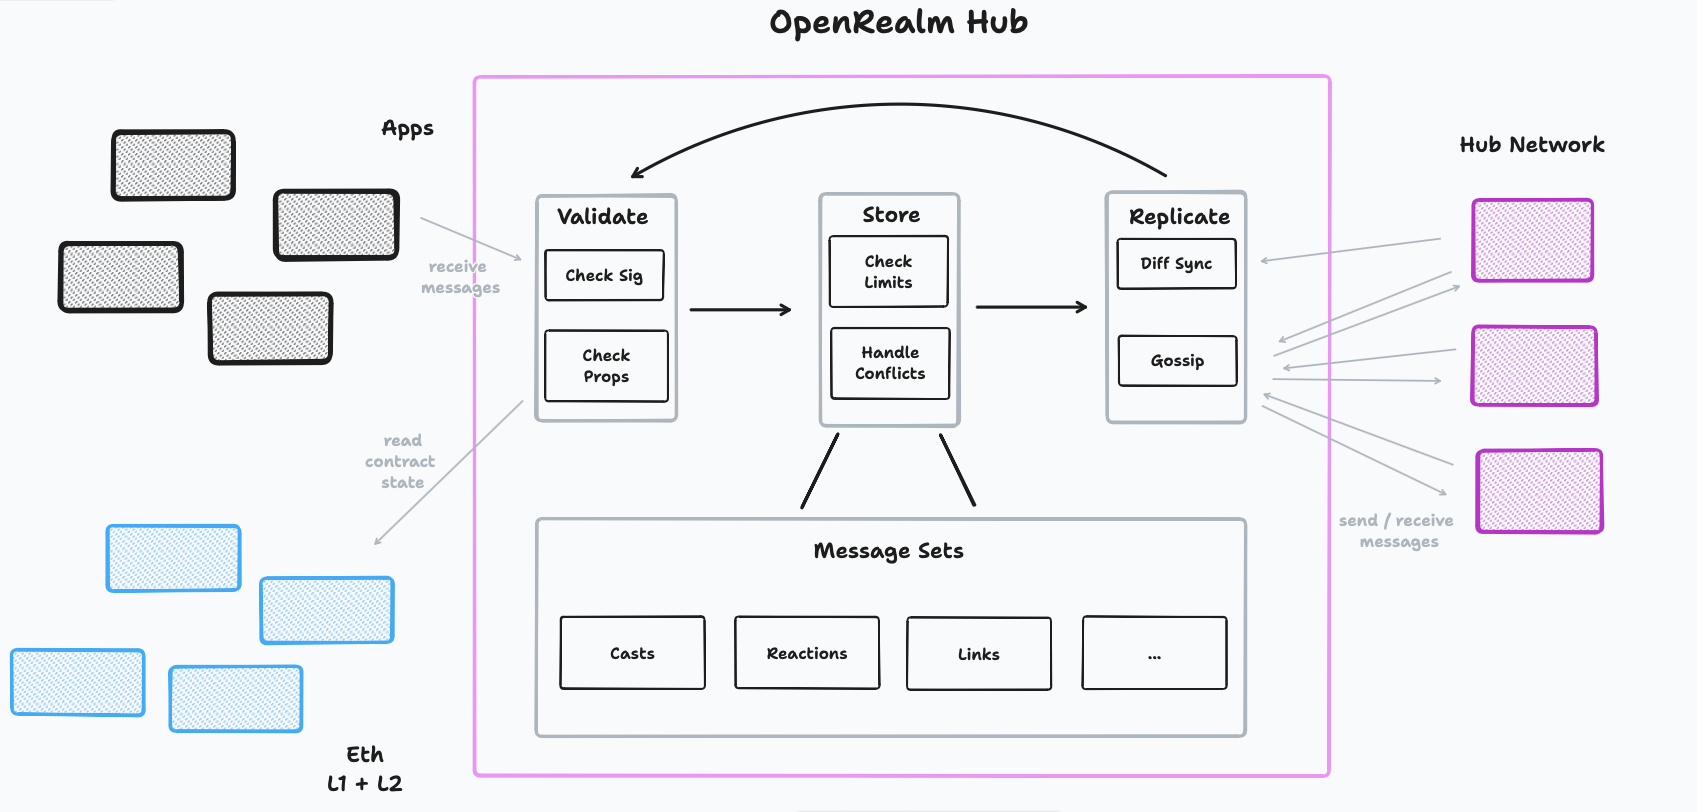 OpenRealm Hub
Apps
Hub Network
Validate
Check Sig
Check
Props
Store
Check
Limits
Handle
Conflicts
Replicate
Diff Sync
Gossip
receive
messages
read
contract
state
send / receive
messages
Message Sets
Casts
Reactions
Links
...
Eth
L1 + L2